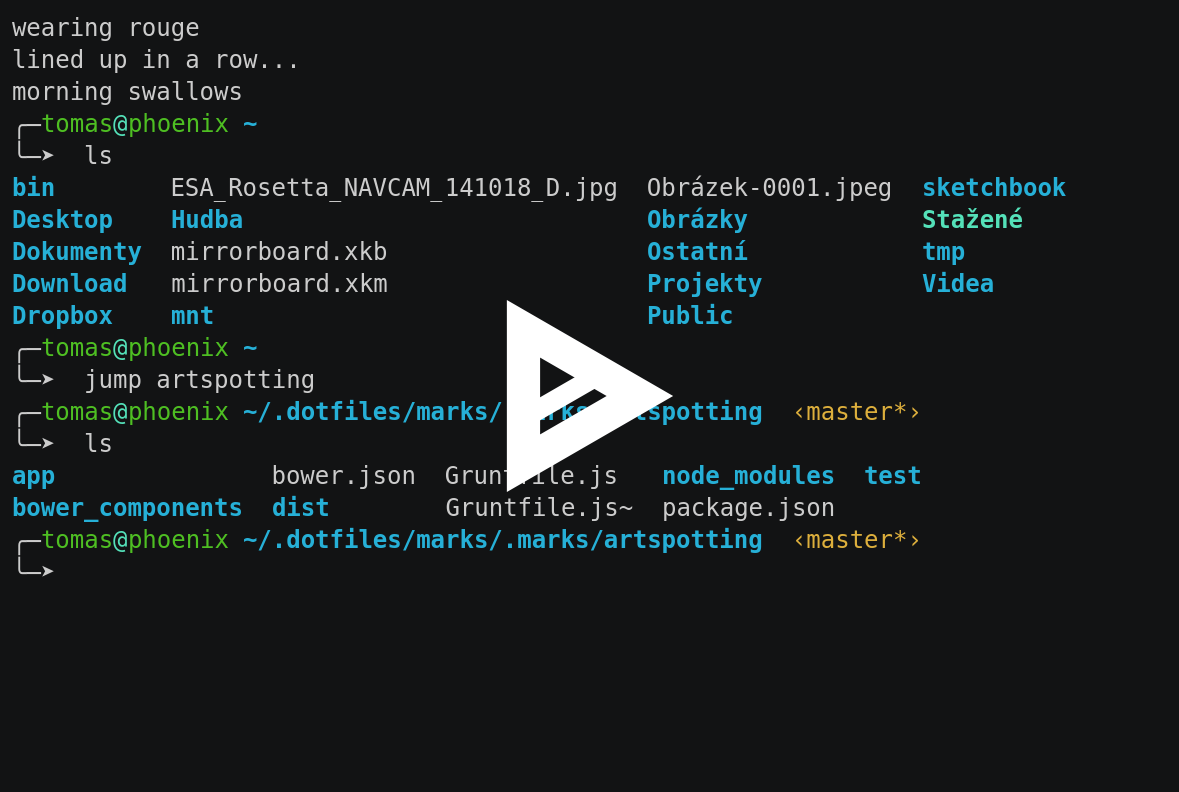 wearing rouge
lined up in a row...
morning swallows
╭─tomas@phoenix ~
╰─➤  ls
bin        ESA_Rosetta_NAVCAM_141018_D.jpg  Obrázek-0001.jpeg  sketchbook
Desktop    Hudba                            Obrázky            Stažené
Dokumenty  mirrorboard.xkb                  Ostatní            tmp
Download   mirrorboard.xkm                  Projekty           Videa
Dropbox    mnt                              Public
╭─tomas@phoenix ~
╰─➤  jump artspotting
╭─tomas@phoenix ~/.dotfiles/marks/.marks/artspotting  ‹master*›
╰─➤  ls
app               bower.json  Gruntfile.js   node_modules  test
bower_components  dist        Gruntfile.js~  package.json
╭─tomas@phoenix ~/.dotfiles/marks/.marks/artspotting  ‹master*›
╰─➤